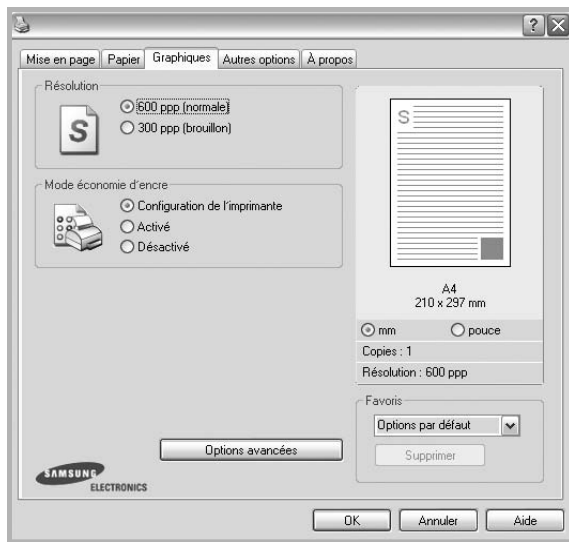 ?
Mise en page Papier Graphiques Autres options À propos
Résolution
S
600 ppp (normale)
300 ppp (brouillon)
Mode économie d'encre
Configuration de l'imprimante
Activé
Désactivé
Options avancées
SAMSUNG
ELECTRONICS
S
A4
210 x 297 mm
mm pouce
Copies : 1
Résolution : 600 ppp
Favoris
Options par défaut
Supprimer
OK Annuler Aide